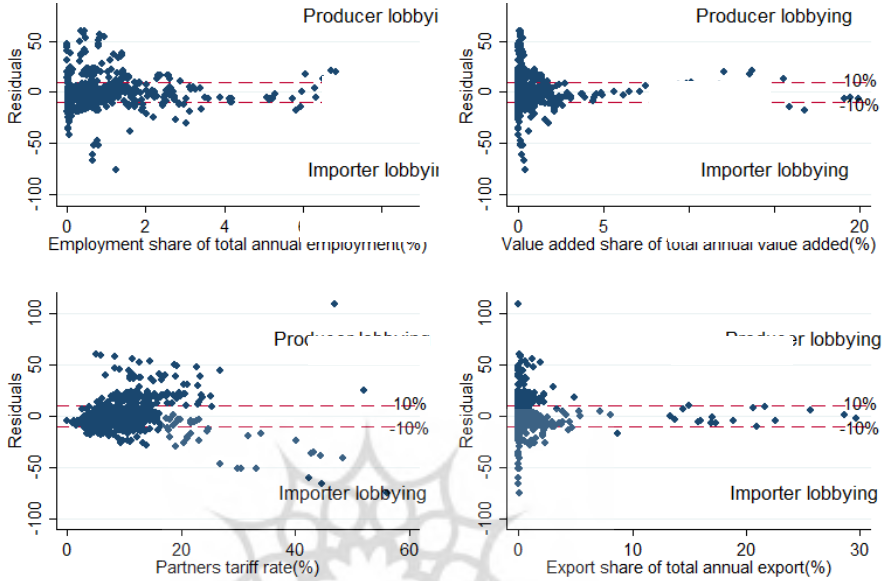 Producer lobbyi
Producer lobbying
Residuals
-100 -50 0 50
Importer lobbyin
0 2 4
Employment share of total annual employment(%)
Residuals
-100 -50 0 50
10%
-10%
Importer lobbying
0 5 20
Value added share of total annual value added(%)
Residuals
-100 -50 0 50 100
Producer lobbying
10%
-10%
Importer lobbying
0 20 40 60
Partners tariff rate(%)
Residuals
-100 -50 0 50 100
Producer lobbying
10%
-10%
Importer lobbying
0 10 20 30
Export share of total annual export(%)